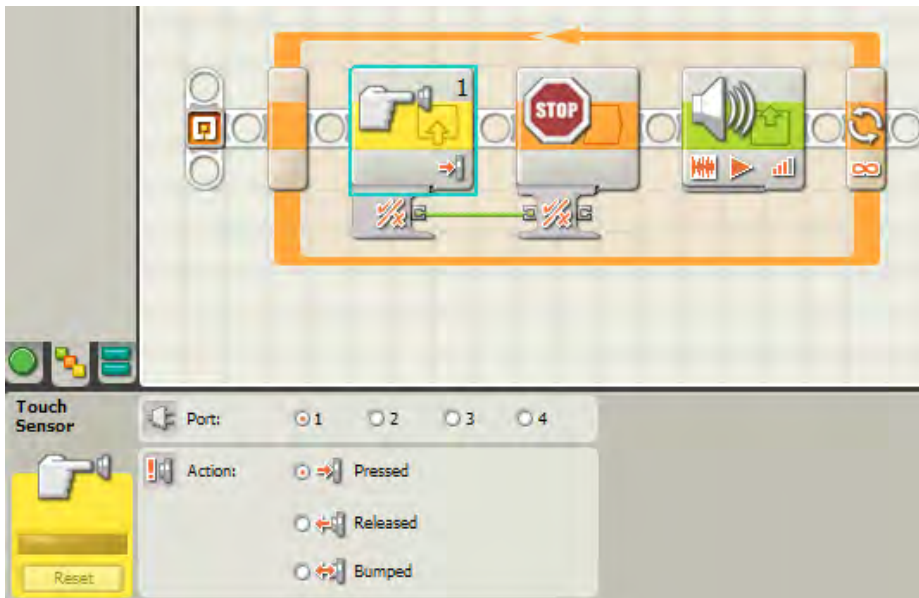 1
STOP
Touch
Sensor
Port:
1
2
3
4
Action:
Pressed
Released
Bumped
Reset